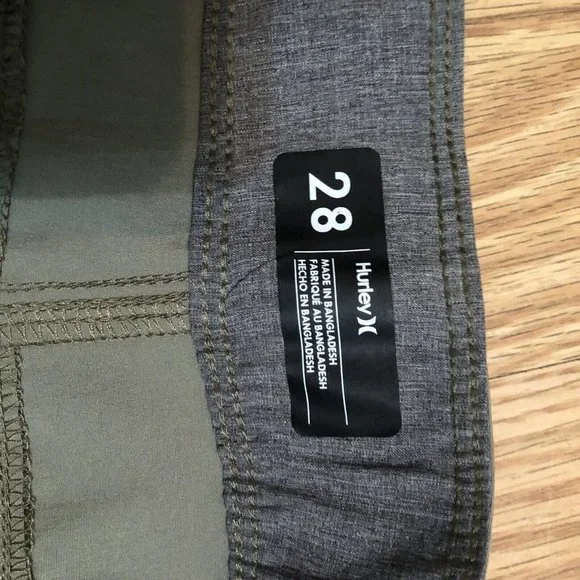 28
Hurley
MADE IN BANGLADESH
FABRIQUÉ AU BANGLADESH
HECHO EN BANGLADESH